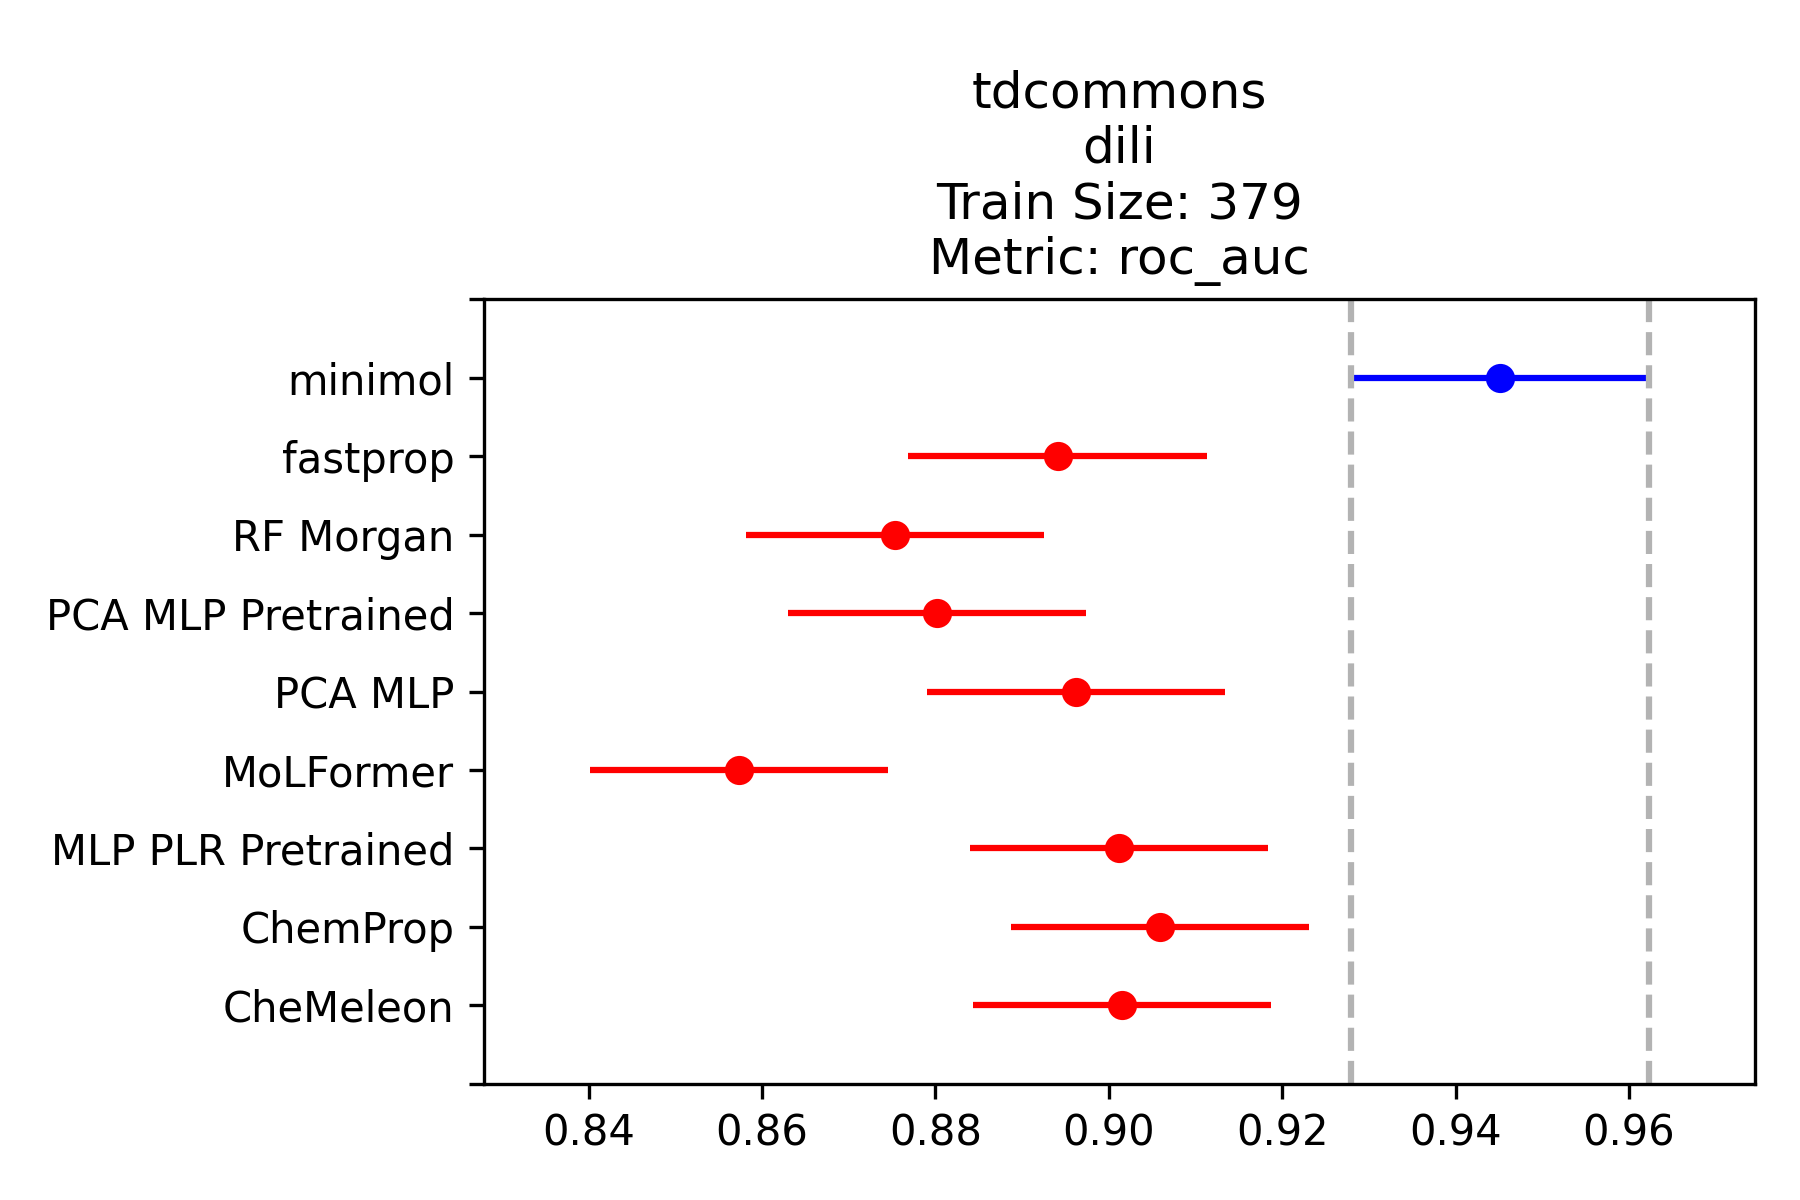 tdcommons
dili
Train Size: 379
Metric: roc_auc
minimol
fastprop
RF Morgan
PCA MLP Pretrained
PCA MLP
MoLFormer
MLP PLR Pretrained
ChemProp
CheMeleon
0.84 0.86 0.88 0.90 0.92 0.94 0.96